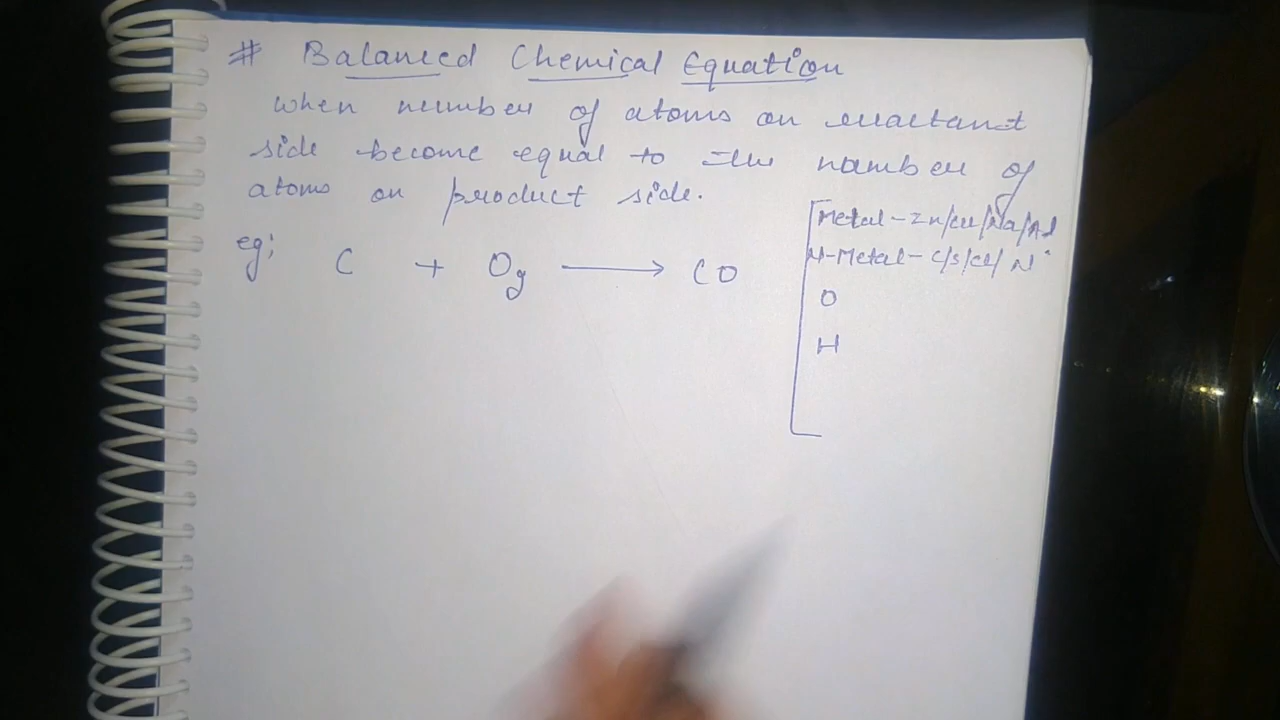 # Balanced Chemical Equation
When number of atoms on reactant
side become equal to the number of
atoms on product side.
eg; C + O2 ⟶ CO
Metal - Zn/Cu/Na/Al
N-Metal - C/S/Cl/N
O
H